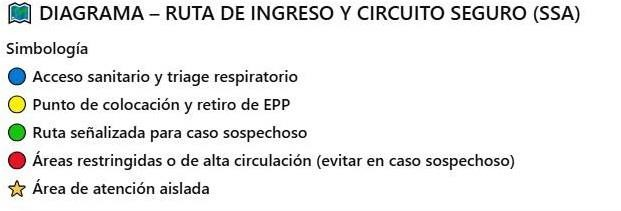 DIAGRAMA – RUTA DE INGRESO Y CIRCUITO SEGURO (SSA)
Simbología
Acceso sanitario y triage respiratorio
Punto de colocación y retiro de EPP
Ruta señalizada para caso sospechoso
Áreas restringidas o de alta circulación (evitar en caso sospechoso)
Área de atención aislada